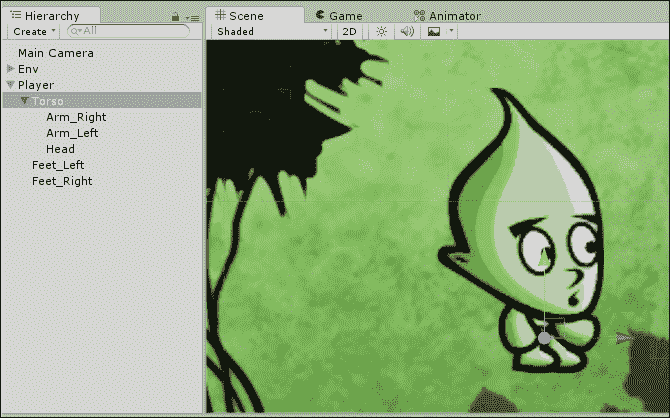 Hierarchy
Create All
Main Camera
Env
Player
Torso
Arm_Right
Arm_Left
Head
Feet_Left
Feet_Right
Scene Game Animator
Shaded 2D